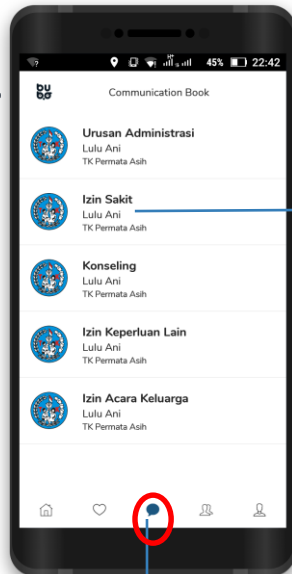 45% 22:42
bu
bo
Communication Book
Urusan Administrasi
Lulu Ani
TK Permata Asih
Izin Sakit
Lulu Ani
TK Permata Asih
Konseling
Lulu Ani
TK Permata Asih
Izin Keperluan Lain
Lulu Ani
TK Permata Asih
Izin Acara Keluarga
Lulu Ani
TK Permata Asih